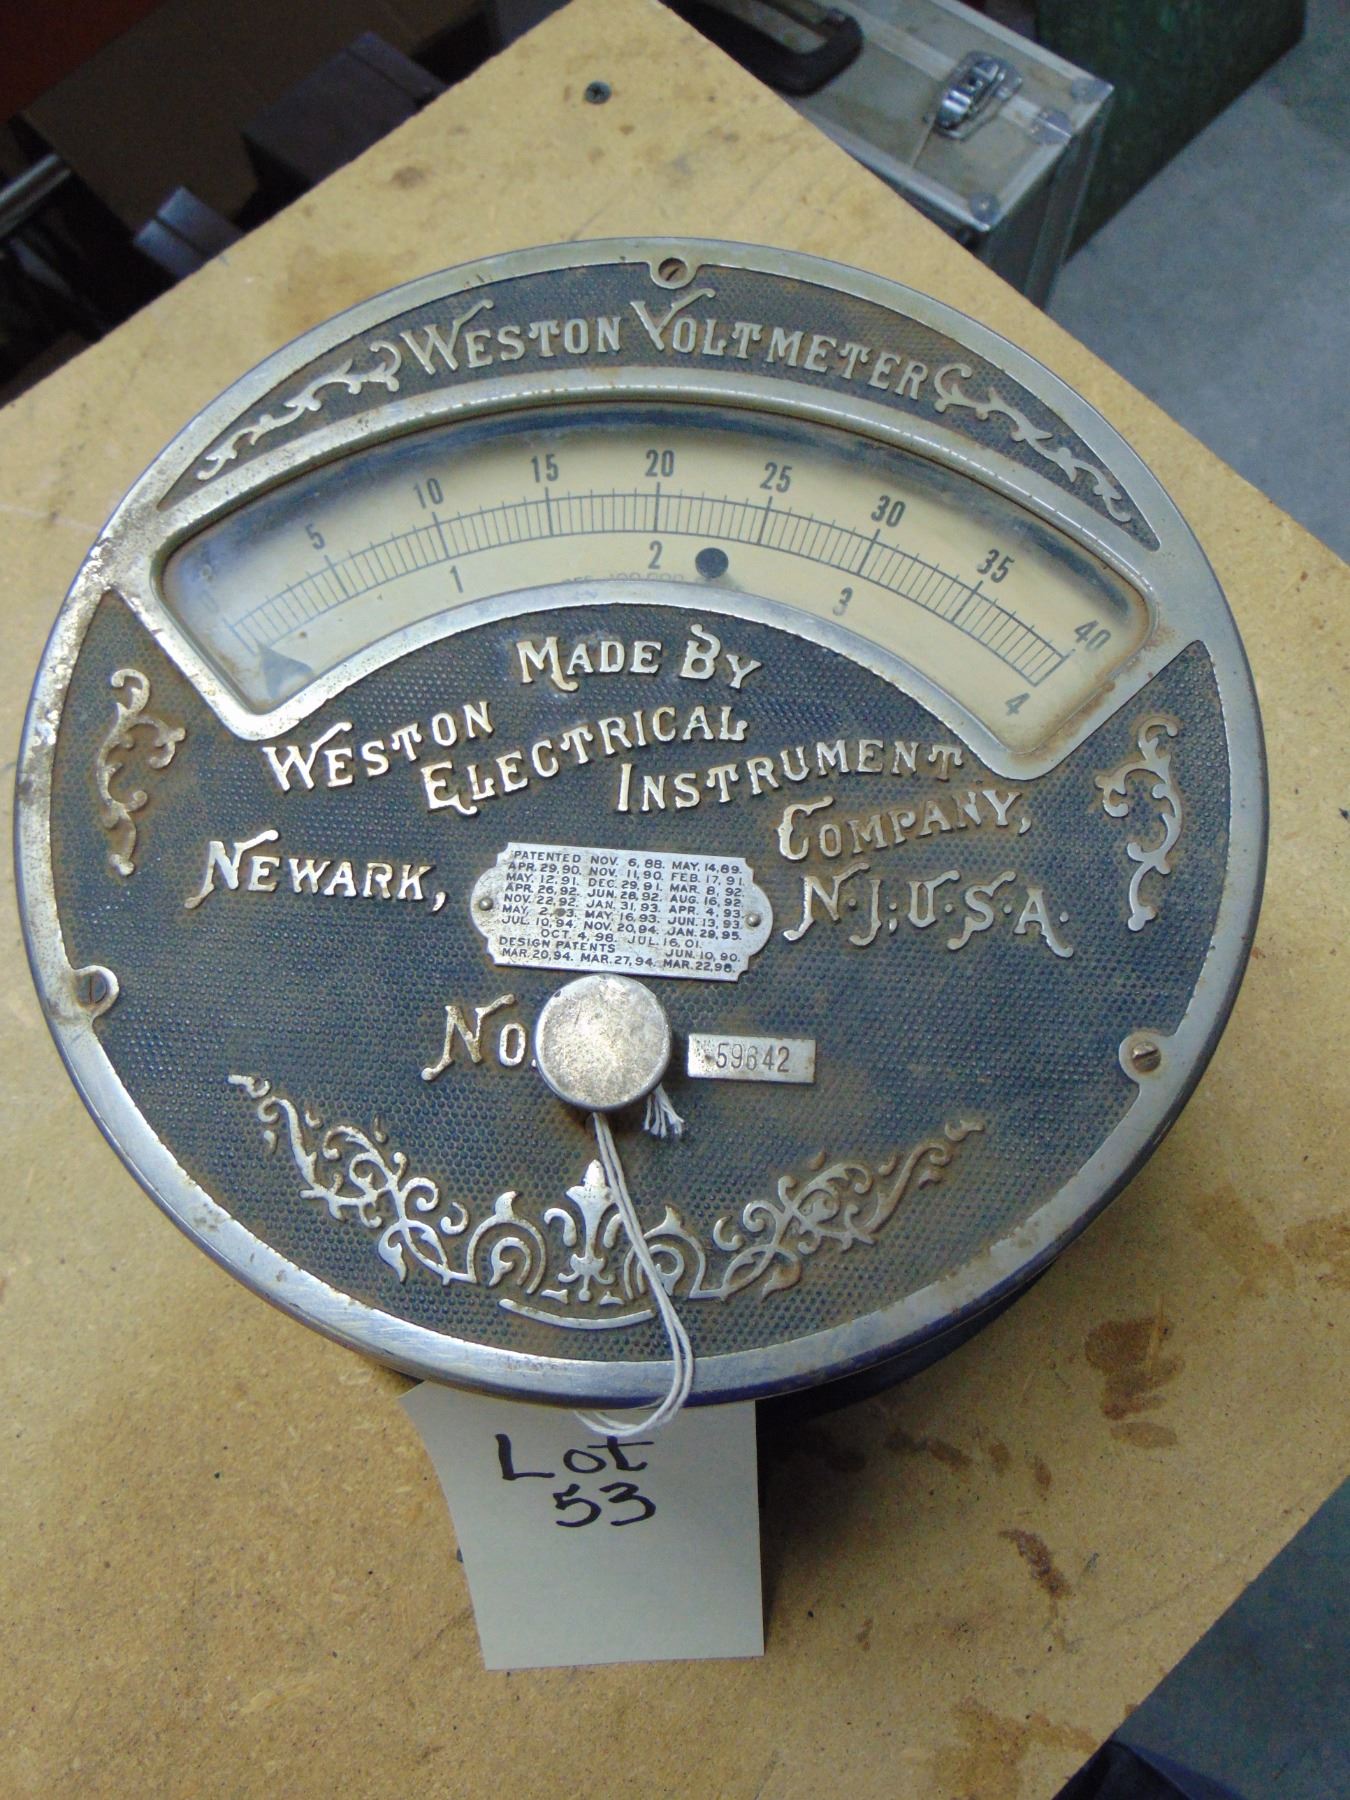 WESTON VOLTMETER
0 5 10 15 20 25 30 35 40
1 2 3 4
MADE BY
WESTON
ELECTRICAL
INSTRUMENT
COMPANY,
NEWARK, N.J., U.S.A.
PATENTED NOV. 6, 88. MAY, 14, 89.
APR. 29, 90. NOV. 11, 90. FEB. 17, 91.
MAY. 12, 91. DEC. 29, 91. MAR. 8, 92.
APR. 26, 92. JUN. 28, 92. AUG. 16, 92.
NOV. 22, 92. JAN. 31, 93. APR. 4, 93.
MAY. 2, 93. MAY. 16, 93. JUN. 13, 93.
JUL. 10, 94. NOV. 20, 94. JAN. 29, 95.
OCT. 4, 98. JUL. 16, 01.
DESIGN PATENTS JUN. 10, 90.
MAR. 20, 94. MAR. 27, 94. MAR. 22, 98.
No. 59642
Lot
53